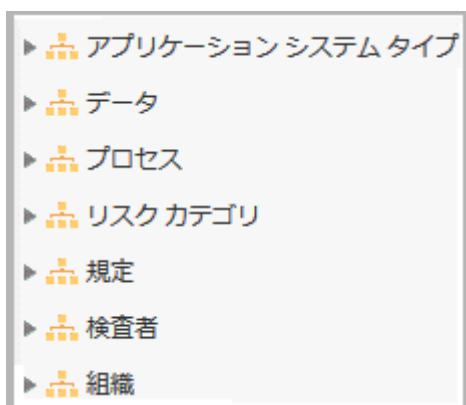 アプリケーション システム タイプ
データ
プロセス
リスク カテゴリ
規定
検査者
組織